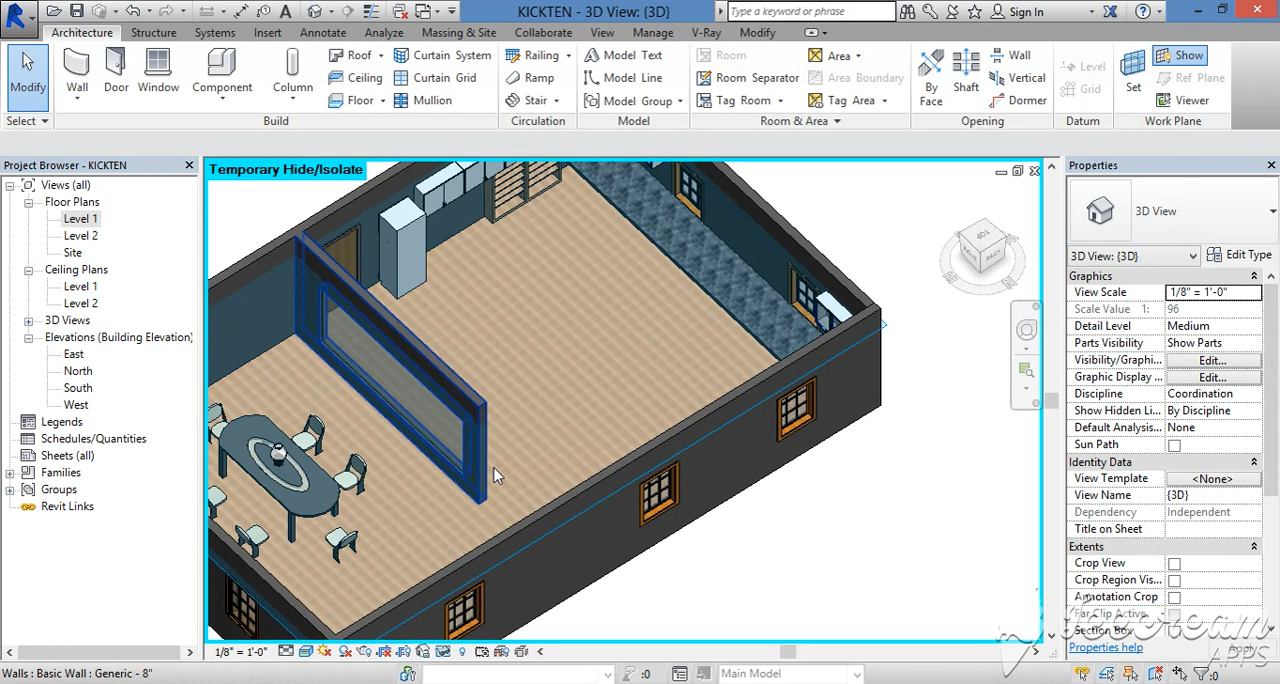 KICKTEN - 3D View: {3D}
Type a keyword or phrase
Sign In
Architecture Structure Systems Insert Annotate Analyze Massing & Site Collaborate View Manage V-Ray Modify
Modify Wall Door Window Component Column
Roof Curtain System
Ceiling Curtain Grid
Floor Mullion
Railing
Ramp
Stair
Model Text
Model Line
Model Group
Room
Room Separator
Tag Room
Area
Area Boundary
Tag Area
By Face Shaft
Wall
Vertical
Dormer
Level
Grid
Set
Show
Ref Plane
Viewer
Select Build Circulation Model Room & Area Opening Datum Work Plane
Project Browser - KICKTEN
Views (all)
Floor Plans
Level 1
Level 2
Site
Ceiling Plans
Level 1
Level 2
3D Views
Elevations (Building Elevation)
East
North
South
West
Legends
Schedules/Quantities
Sheets (all)
Families
Groups
Revit Links
Temporary Hide/Isolate
Properties
3D View
3D View: {3D} Edit Type
Graphics
View Scale 1/8" = 1'-0"
Scale Value 1: 96
Detail Level Medium
Parts Visibility Show Parts
Visibility/Graphi... Edit...
Graphic Display ... Edit...
Discipline Coordination
Show Hidden Li... By Discipline
Default Analysis... None
Sun Path
Identity Data
View Template <None>
View Name {3D}
Dependency Independent
Title on Sheet
Extents
Crop View
Crop Region Vis...
Annotation Crop
Far Clip Active
Section Box
Properties help Apply
APPS
1/8" = 1'-0"
Walls : Basic Wall : Generic - 8"
:0
Main Model
:0